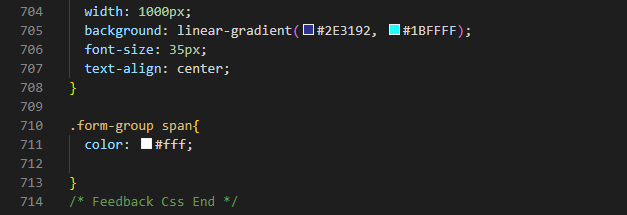 704 width: 1000px;
705 background: linear-gradient(#2E3192, #1BFFFF);
706 font-size: 35px;
707 text-align: center;
708 }
709
710 .form-group span{
711 color: #fff;
712
713 }
714 /* Feedback Css End */